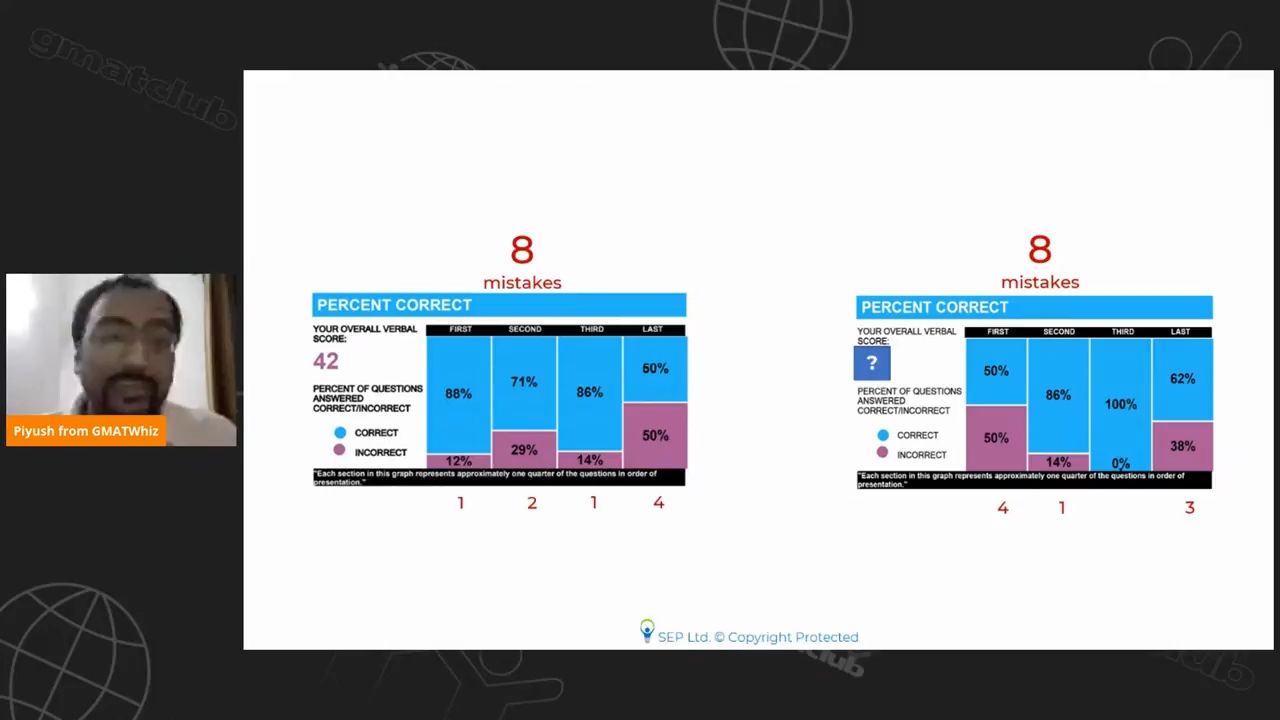 gmatclub
8
mistakes
PERCENT CORRECT
YOUR OVERALL VERBAL
SCORE:
42
PERCENT OF QUESTIONS
ANSWERED
CORRECT/INCORRECT
CORRECT
INCORRECT
FIRST SECOND THIRD LAST
88% 71% 86% 50%
12% 29% 14% 50%
"Each section in this graph represents approximately one quarter of the questions in order of
presentation."
1 2 1 4
8
mistakes
PERCENT CORRECT
YOUR OVERALL VERBAL
SCORE:
?
PERCENT OF QUESTIONS
ANSWERED
CORRECT/INCORRECT
CORRECT
INCORRECT
FIRST SECOND THIRD LAST
50% 86% 100% 62%
50% 14% 0% 38%
"Each section in this graph represents approximately one quarter of the questions in order of
presentation."
4 1 3
Piyush from GMATWhiz
SEP Ltd. © Copyright Protected